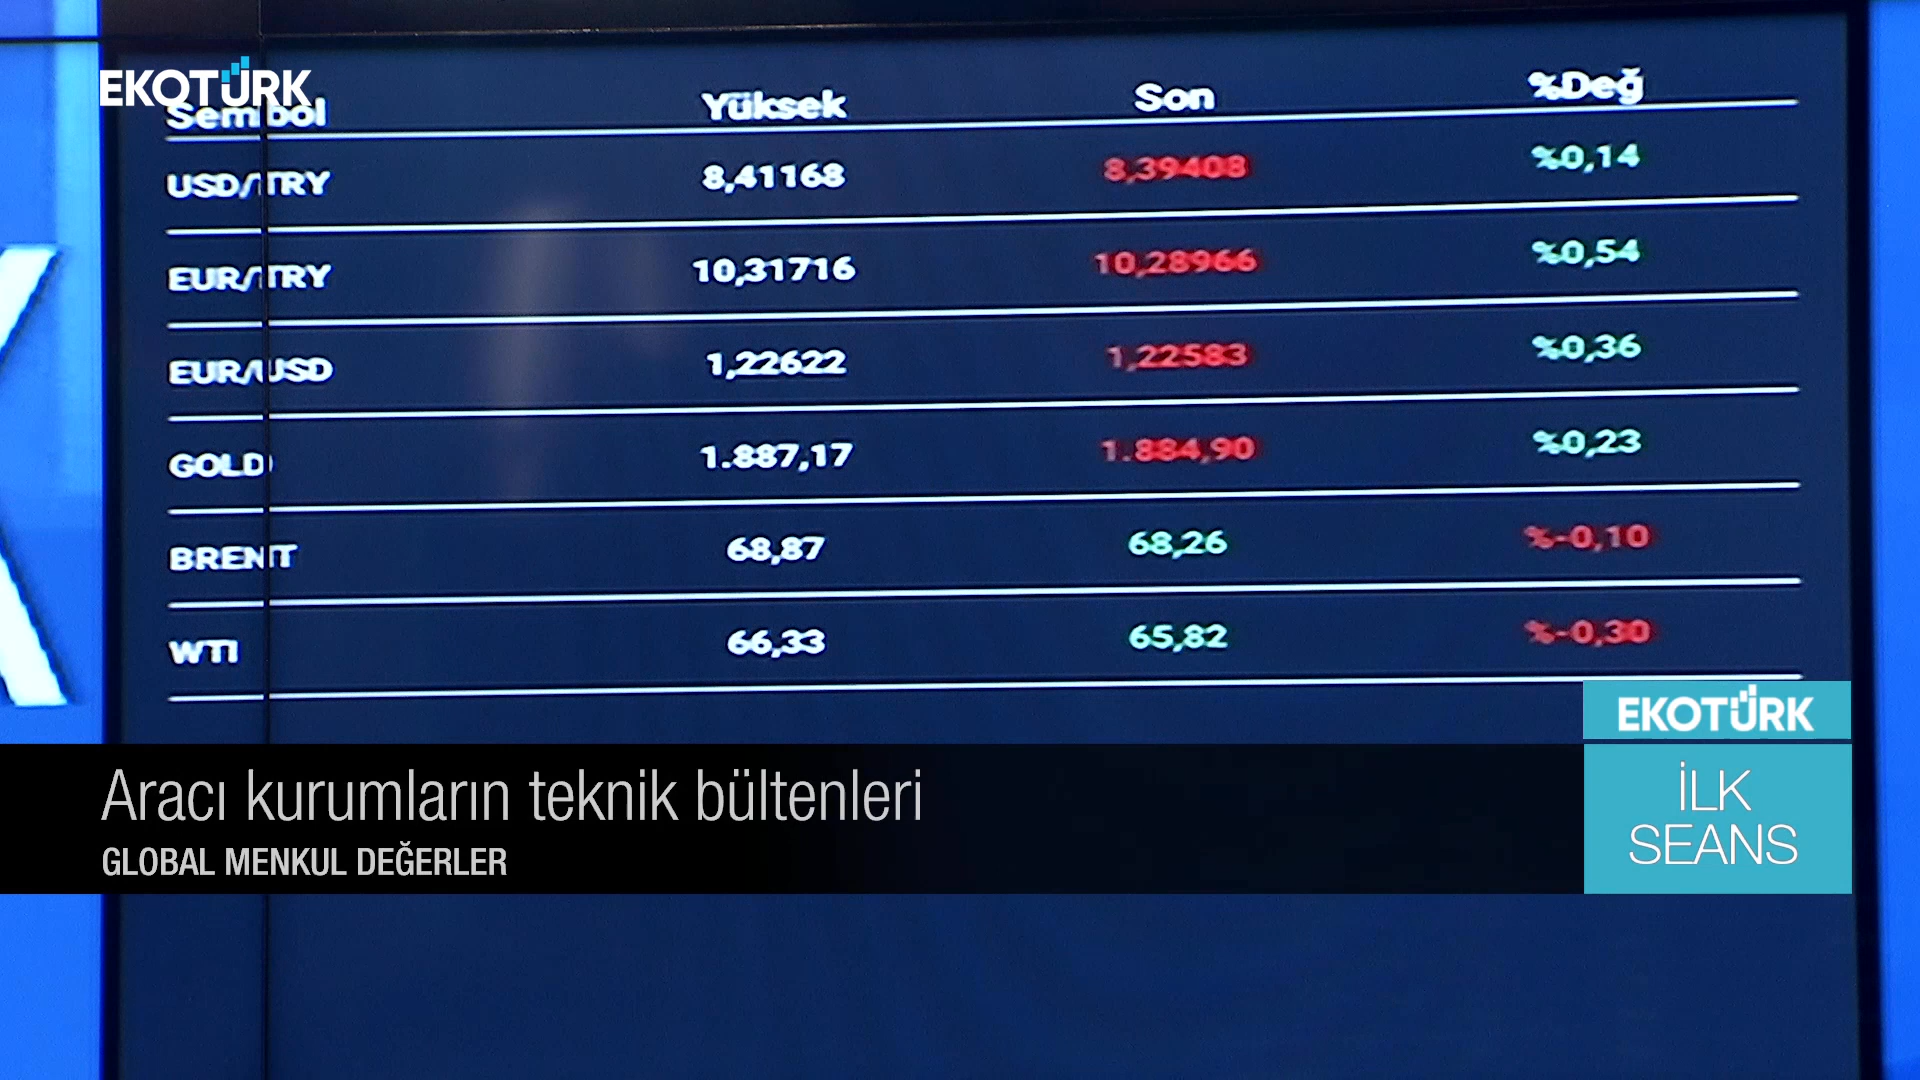 EKOTÜRK
Sembol Yüksek Son %Değ
USD/TRY 8,41168 8,39408 %0,14
EUR/TRY 10,31716 10,28966 %0,54
EUR/USD 1,22622 1,22583 %0,36
GOLD 1.887,17 1.884,90 %0,23
BRENT 68,87 68,26 %-0,10
WTI 66,33 65,82 %-0,30
EKOTÜRK
Aracı kurumların teknik bültenleri
GLOBAL MENKUL DEĞERLER
İLK
SEANS